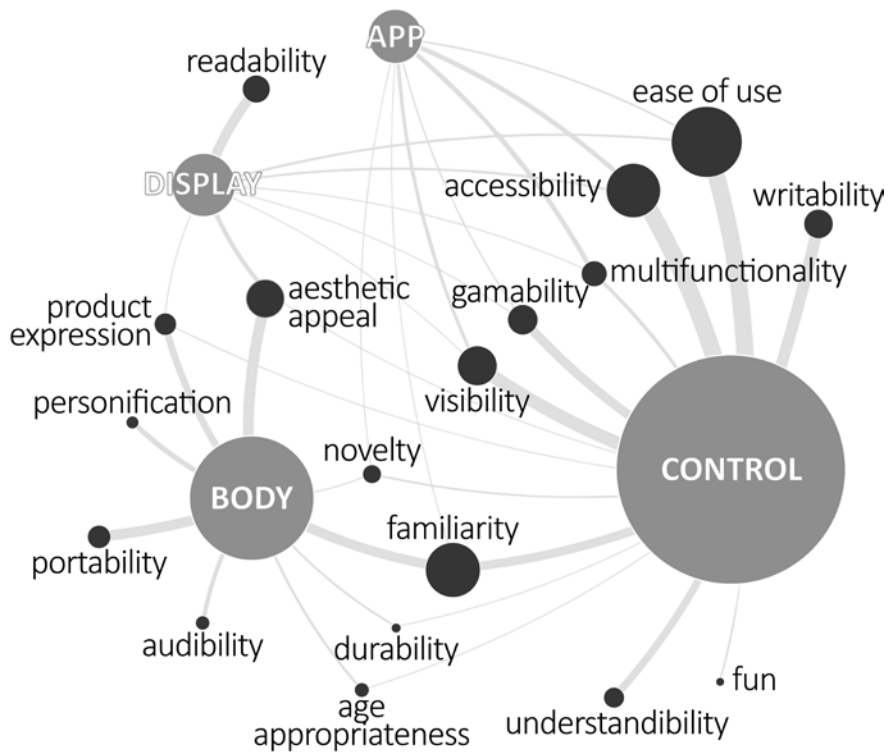 APP
readability
ease of use
DISPLAY
accessibility
writability
aesthetic
appeal
gamability
multifunctionality
product
expression
visibility
personification
novelty
CONTROL
BODY
familiarity
portability
audibility
durability
fun
age
appropriateness
understandibility